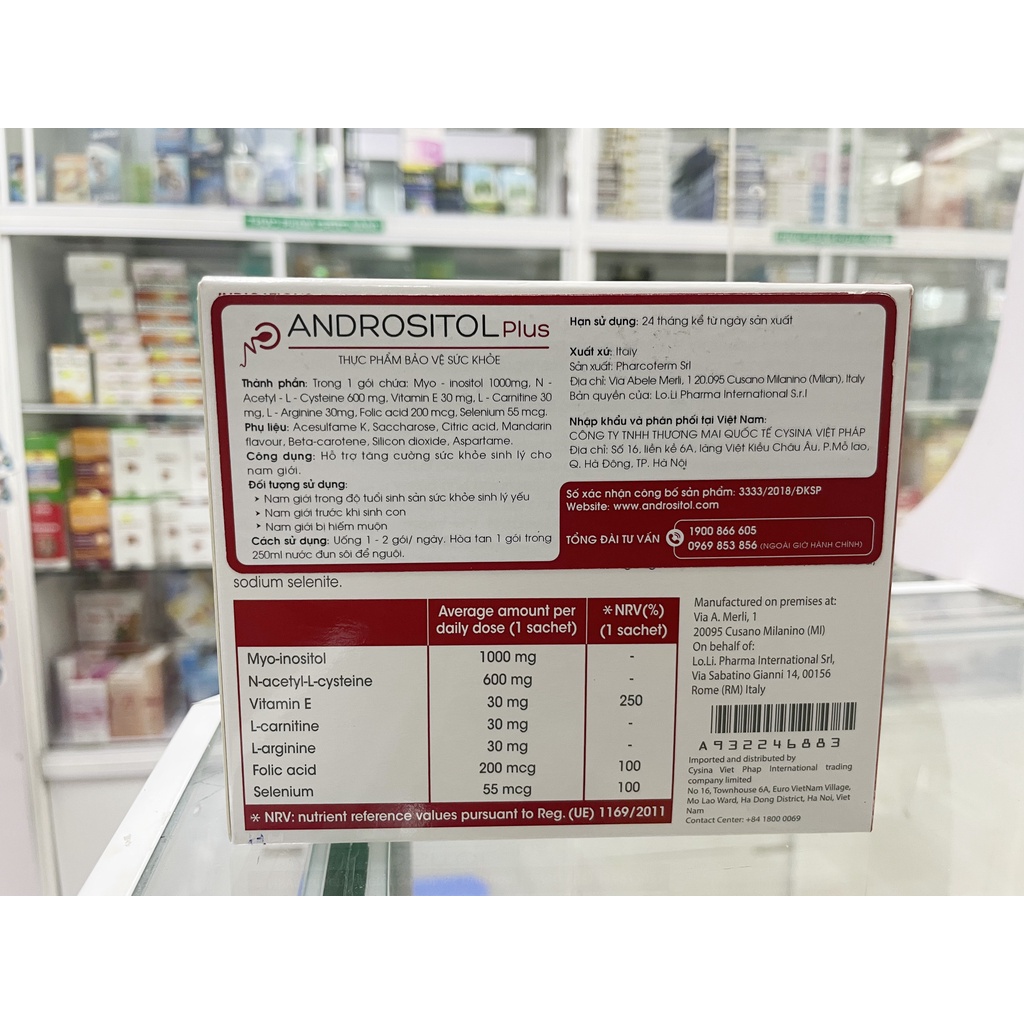 ANDROSITOL Plus
THỰC PHẨM BẢO VỆ SỨC KHỎE
Thành phần: Trong 1 gói chứa: Myo - inositol 1000mg, N -
Acetyl - L - Cysteine 600 mg, Vitamin E 30 mg, L - Carnitine 30
mg, L - Arginine 30mg, Folic acid 200 mcg, Selenium 55 mcg.
Phụ liệu: Acesulfame K, Saccharose, Citric acid, Mandarin
flavour, Beta-carotene, Silicon dioxide, Aspartame.
Công dụng: Hỗ trợ tăng cường sức khỏe sinh lý cho
nam giới.
Đối tượng sử dụng:
➤ Nam giới trong độ tuổi sinh sản sức khỏe sinh lý yếu
➤ Nam giới trước khi sinh con
➤ Nam giới bị hiếm muộn
Cách sử dụng: Uống 1 - 2 gói/ ngày. Hòa tan 1 gói trong
250ml nước đun sôi để nguội.
Hạn sử dụng: 24 tháng kể từ ngày sản xuất
Xuất xứ: Italy
Sản xuất: Pharcoterm Srl
Địa chỉ: Via Abele Merli, 1 20.095 Cusano Milanino (Milan), Italy
Bản quyền của: Lo.Li Pharma International S.r.l
Nhập khẩu và phân phối tại Việt Nam:
CÔNG TY TNHH THƯƠNG MẠI QUỐC TẾ CYSINA VIỆT PHÁP
Địa chỉ: Số 16, liền kề 6A, làng Việt Kiều Châu Âu, P.Mỗ lao,
Q. Hà Đông, TP. Hà Nội
Số xác nhận công bố sản phẩm: 3333/2018/ĐKSP
Website: www.andrositol.com
TỔNG ĐÀI TƯ VẤN
1900 866 605
0969 853 856 (NGOÀI GIỜ HÀNH CHÍNH)
sodium selenite.
Average amount per
daily dose (1 sachet)
* NRV(%)
(1 sachet)
Myo-inositol 1000 mg -
N-acetyl-L-cysteine 600 mg -
Vitamin E 30 mg 250
L-carnitine 30 mg -
L-arginine 30 mg -
Folic acid 200 mcg 100
Selenium 55 mcg 100
* NRV: nutrient reference values pursuant to Reg. (UE) 1169/2011
Manufactured on premises at:
Via A. Merli, 1
20095 Cusano Milanino (MI)
On behalf of:
Lo.Li. Pharma International Srl,
Via Sabatino Gianni 14, 00156
Rome (RM) Italy
A932246883
Imported and distributed by
Cysina Viet Phap International trading
company limited
No 16, Townhouse 6A, Euro VietNam Village,
Mo Lao Ward, Ha Dong District, Ha Noi, Viet
Nam
Contact Center: +84 1800 0069